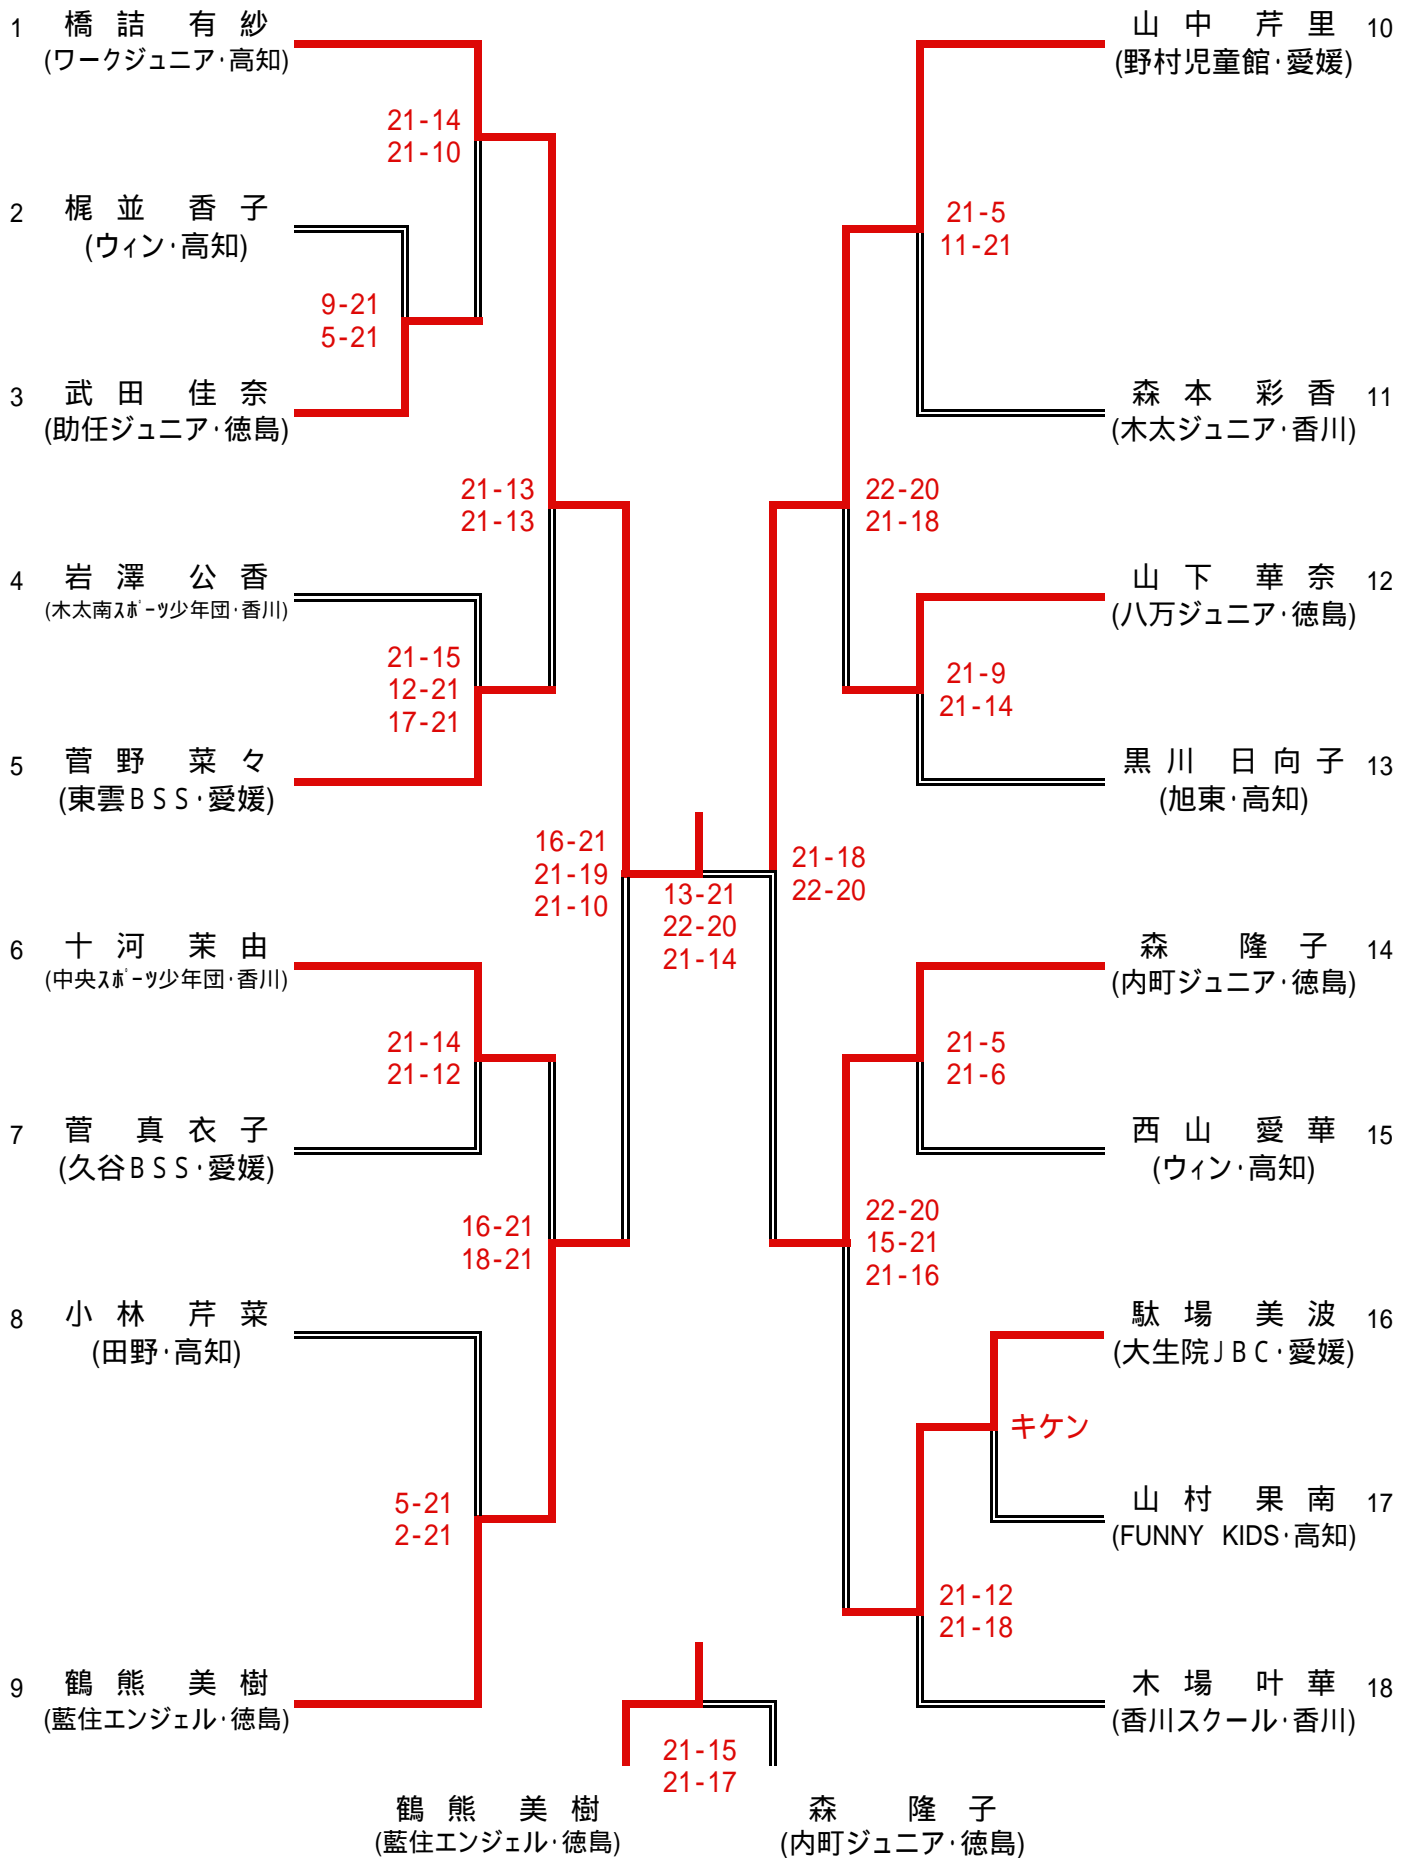 1 橋詰 有紗
(ワークジュニア・高知)
21-14
21-10
2 梶並 香子
(ウィン・高知)
9-21
5-21
3 武田 佳奈
(助任ジュニア・徳島)
21-13
21-13
4 岩澤 公香
(木太南ｽﾎﾟｰﾂ少年団・香川)
21-15
12-21
17-21
5 菅野 菜々
(東雲BSS・愛媛)
16-21
21-19
21-10
6 十河 茉由
(中央ｽﾎﾟｰﾂ少年団・香川)
21-14
21-12
7 菅 真衣子
(久谷BSS・愛媛)
16-21
18-21
8 小林 芹菜
(田野・高知)
5-21
2-21
9 鶴熊 美樹
(藍住エンジェル・徳島)
13-21
22-20
21-14
山中 芹里 10
(野村児童館・愛媛)
21-5
11-21
森本 彩香 11
(木太ジュニア・香川)
22-20
21-18
山下 華奈 12
(八万ジュニア・徳島)
21-9
21-14
黒川 日向子 13
(旭東・高知)
21-18
22-20
森 隆子 14
(内町ジュニア・徳島)
21-5
21-6
西山 愛華 15
(ウィン・高知)
22-20
15-21
21-16
駄場 美波 16
(大生院JBC・愛媛)
キケン
山村 果南 17
(FUNNY KIDS・高知)
21-12
21-18
木場 叶華 18
(香川スクール・香川)
21-15
21-17
鶴熊 美樹
(藍住エンジェル・徳島)
森 隆子
(内町ジュニア・徳島)